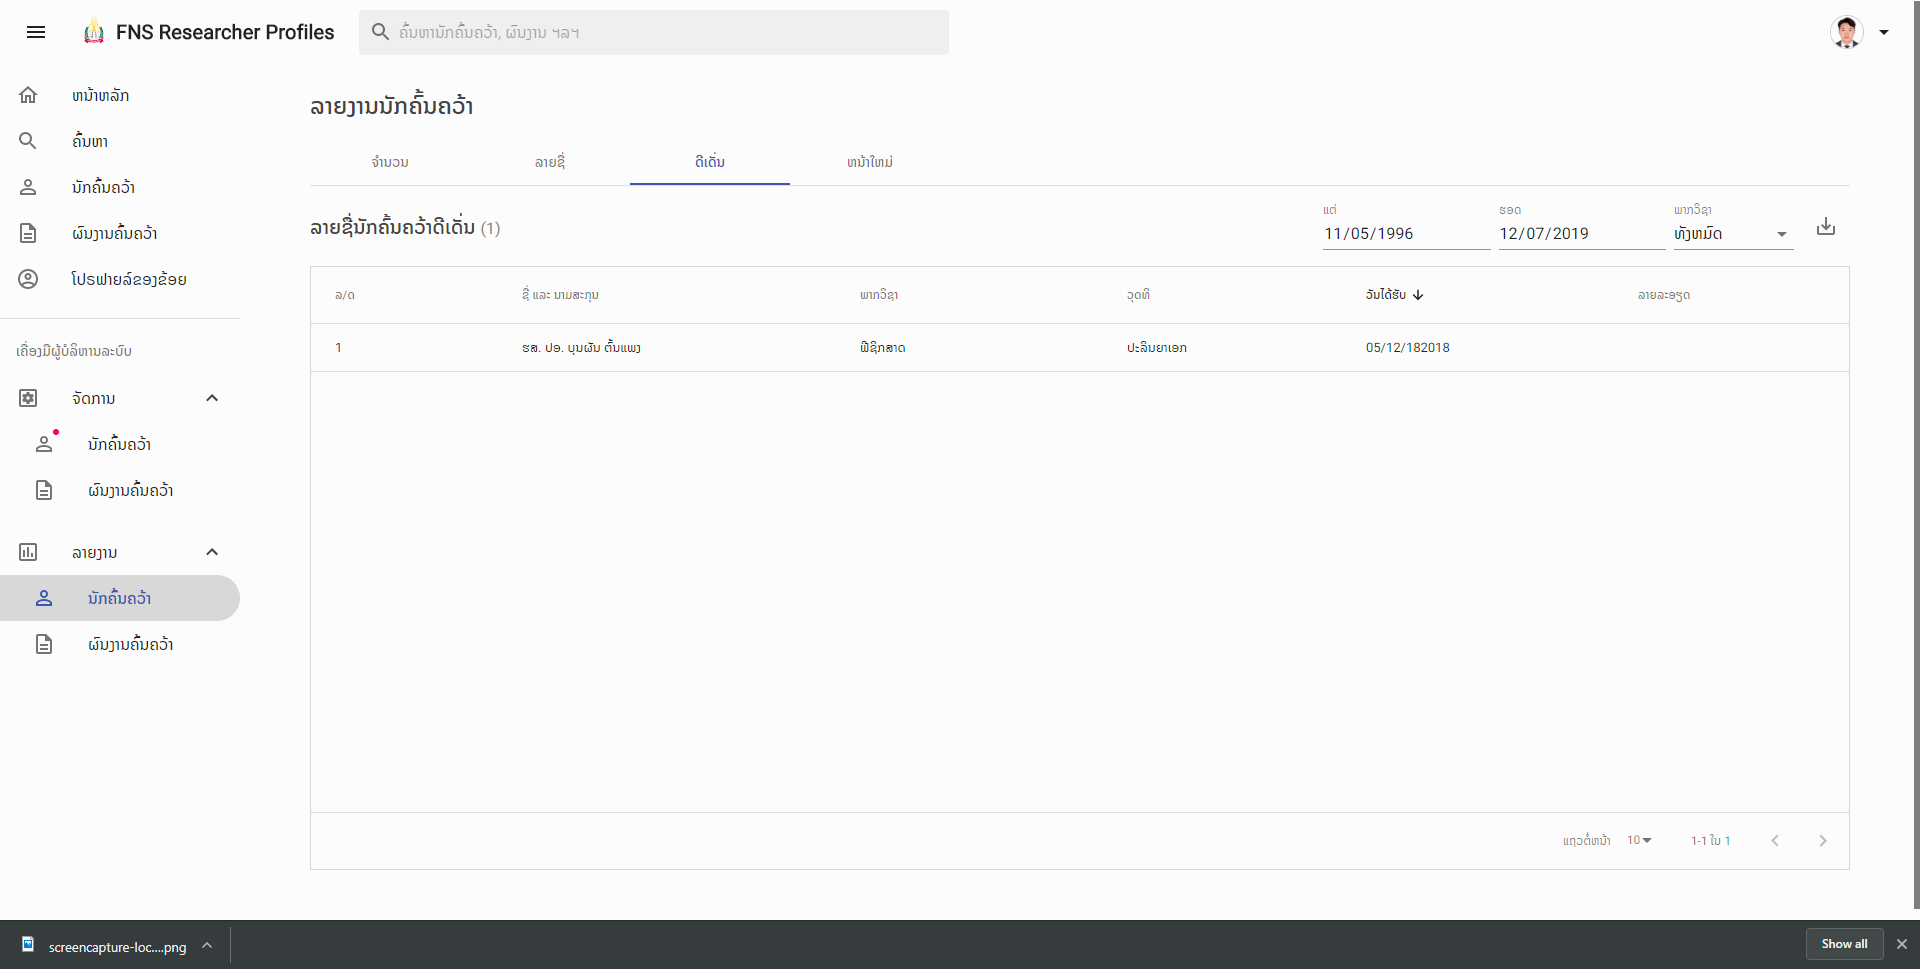 FNS Researcher Profiles
ຄົ້ນຫານັກຄົ້ນຄວ້າ, ຜົນງານ ຯລຯ
ຫນ້າຫລັກ
ຄົ້ນຫາ
ນັກຄົ້ນຄວ້າ
ຜົນງານຄົ້ນຄວ້າ
ໂປຣຟາຍລ໌ຂອງຂ້ອຍ
ເຄື່ອງມືຜູ້ບໍລິຫານລະບົບ
ຈັດການ
ນັກຄົ້ນຄວ້າ
ຜົນງານຄົ້ນຄວ້າ
ລາຍງານ
ນັກຄົ້ນຄວ້າ
ຜົນງານຄົ້ນຄວ້າ
ລາຍງານນັກຄົ້ນຄວ້າ
ຈຳນວນ ລາຍຊື່ ດີເດັ່ນ ຫນ້າໃຫມ່
ລາຍຊື່ນັກຄົ້ນຄວ້າດີເດັ່ນ (1)
ແຕ່ ຮອດ ພາກວິຊາ
11/05/1996 12/07/2019 ທັງຫມົດ
ລ/ດ ຊື່ ແລະ ນາມສະກຸນ ພາກວິຊາ ວຸດທິ ວັນໄດ້ຮັບ ລາຍລະອຽດ
1 ຮສ. ປອ. ບຸນຜັນ ຕົ້ນແພງ ຟີຊິກສາດ ປະລິນຍາເອກ 05/12/182018
ແຖວຕໍ່ຫນ້າ 10 1-1 ໃນ 1
screencapture-loc....png
Show all